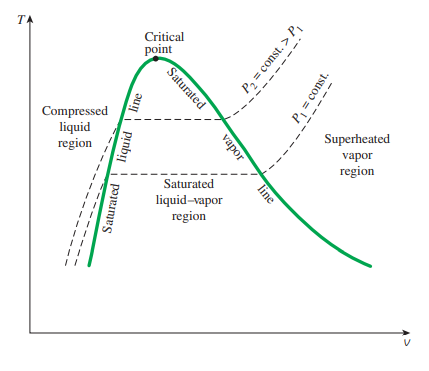 T
Critical
point
P₂ = const. > P₁
P₁ = const.
Saturated
vapor
line
Compressed
liquid
region
Saturated
liquid
line
Saturated
liquid–vapor
region
Superheated
vapor
region
v